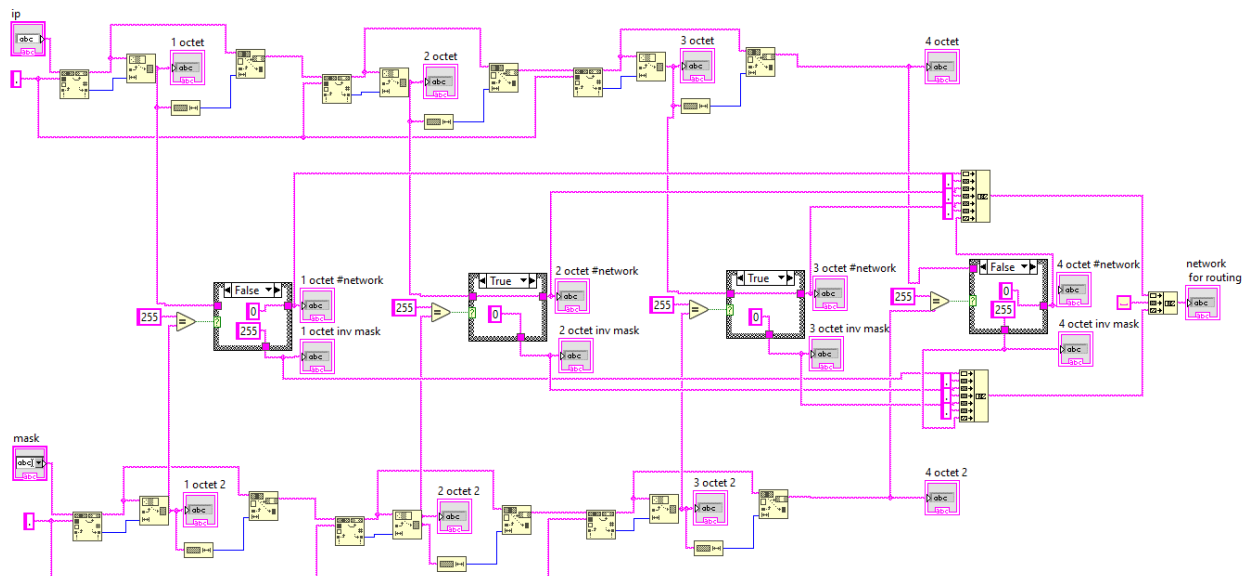 ip
abc
abc
.
1 octet
abc
2 octet
abc
3 octet
abc
4 octet
abc
.
.
.
1 octet #network
abc
False
0
255
1 octet inv mask
abc
255
=
?
2 octet #network
abc
True
0
2 octet inv mask
abc
255
=
?
3 octet #network
abc
True
0
3 octet inv mask
abc
255
=
?
4 octet #network
abc
False
0
255
4 octet inv mask
abc
255
=
?
network
for routing
abc
.
.
.
mask
abc
abc
.
1 octet 2
abc
2 octet 2
abc
3 octet 2
abc
4 octet 2
abc